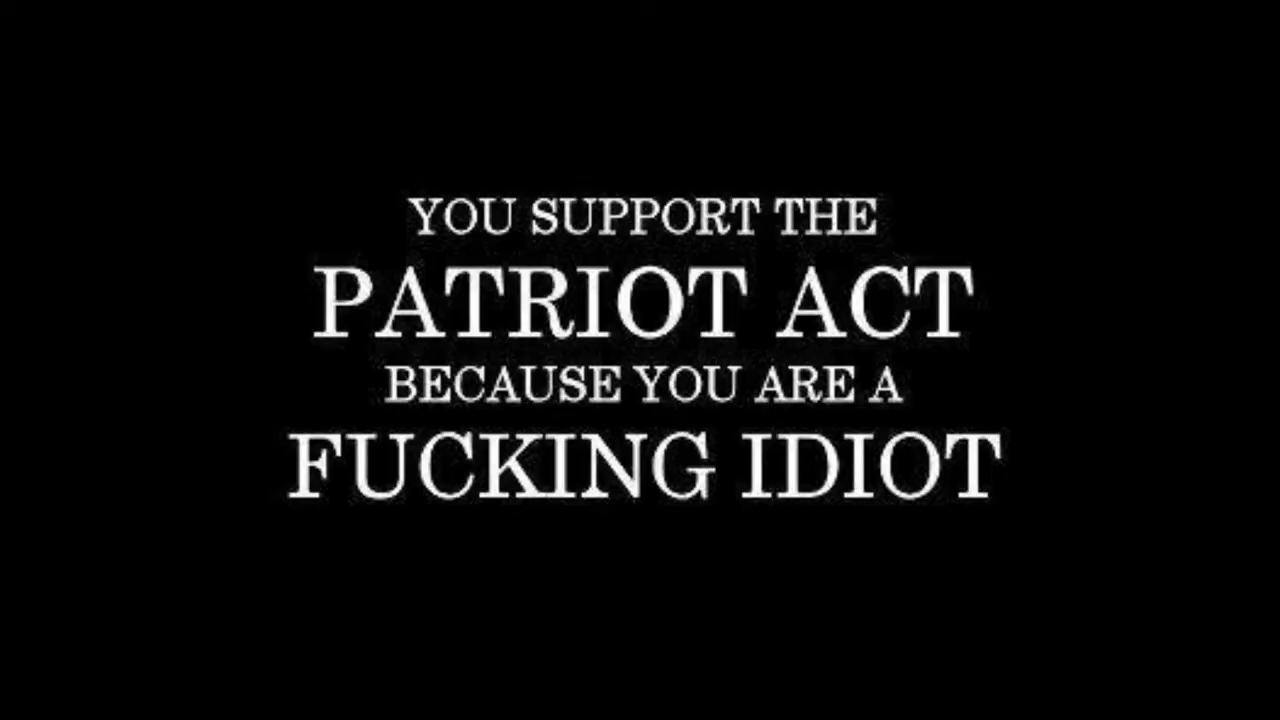 YOU SUPPORT THE
PATRIOT ACT
BECAUSE YOU ARE A
FUCKING IDIOT